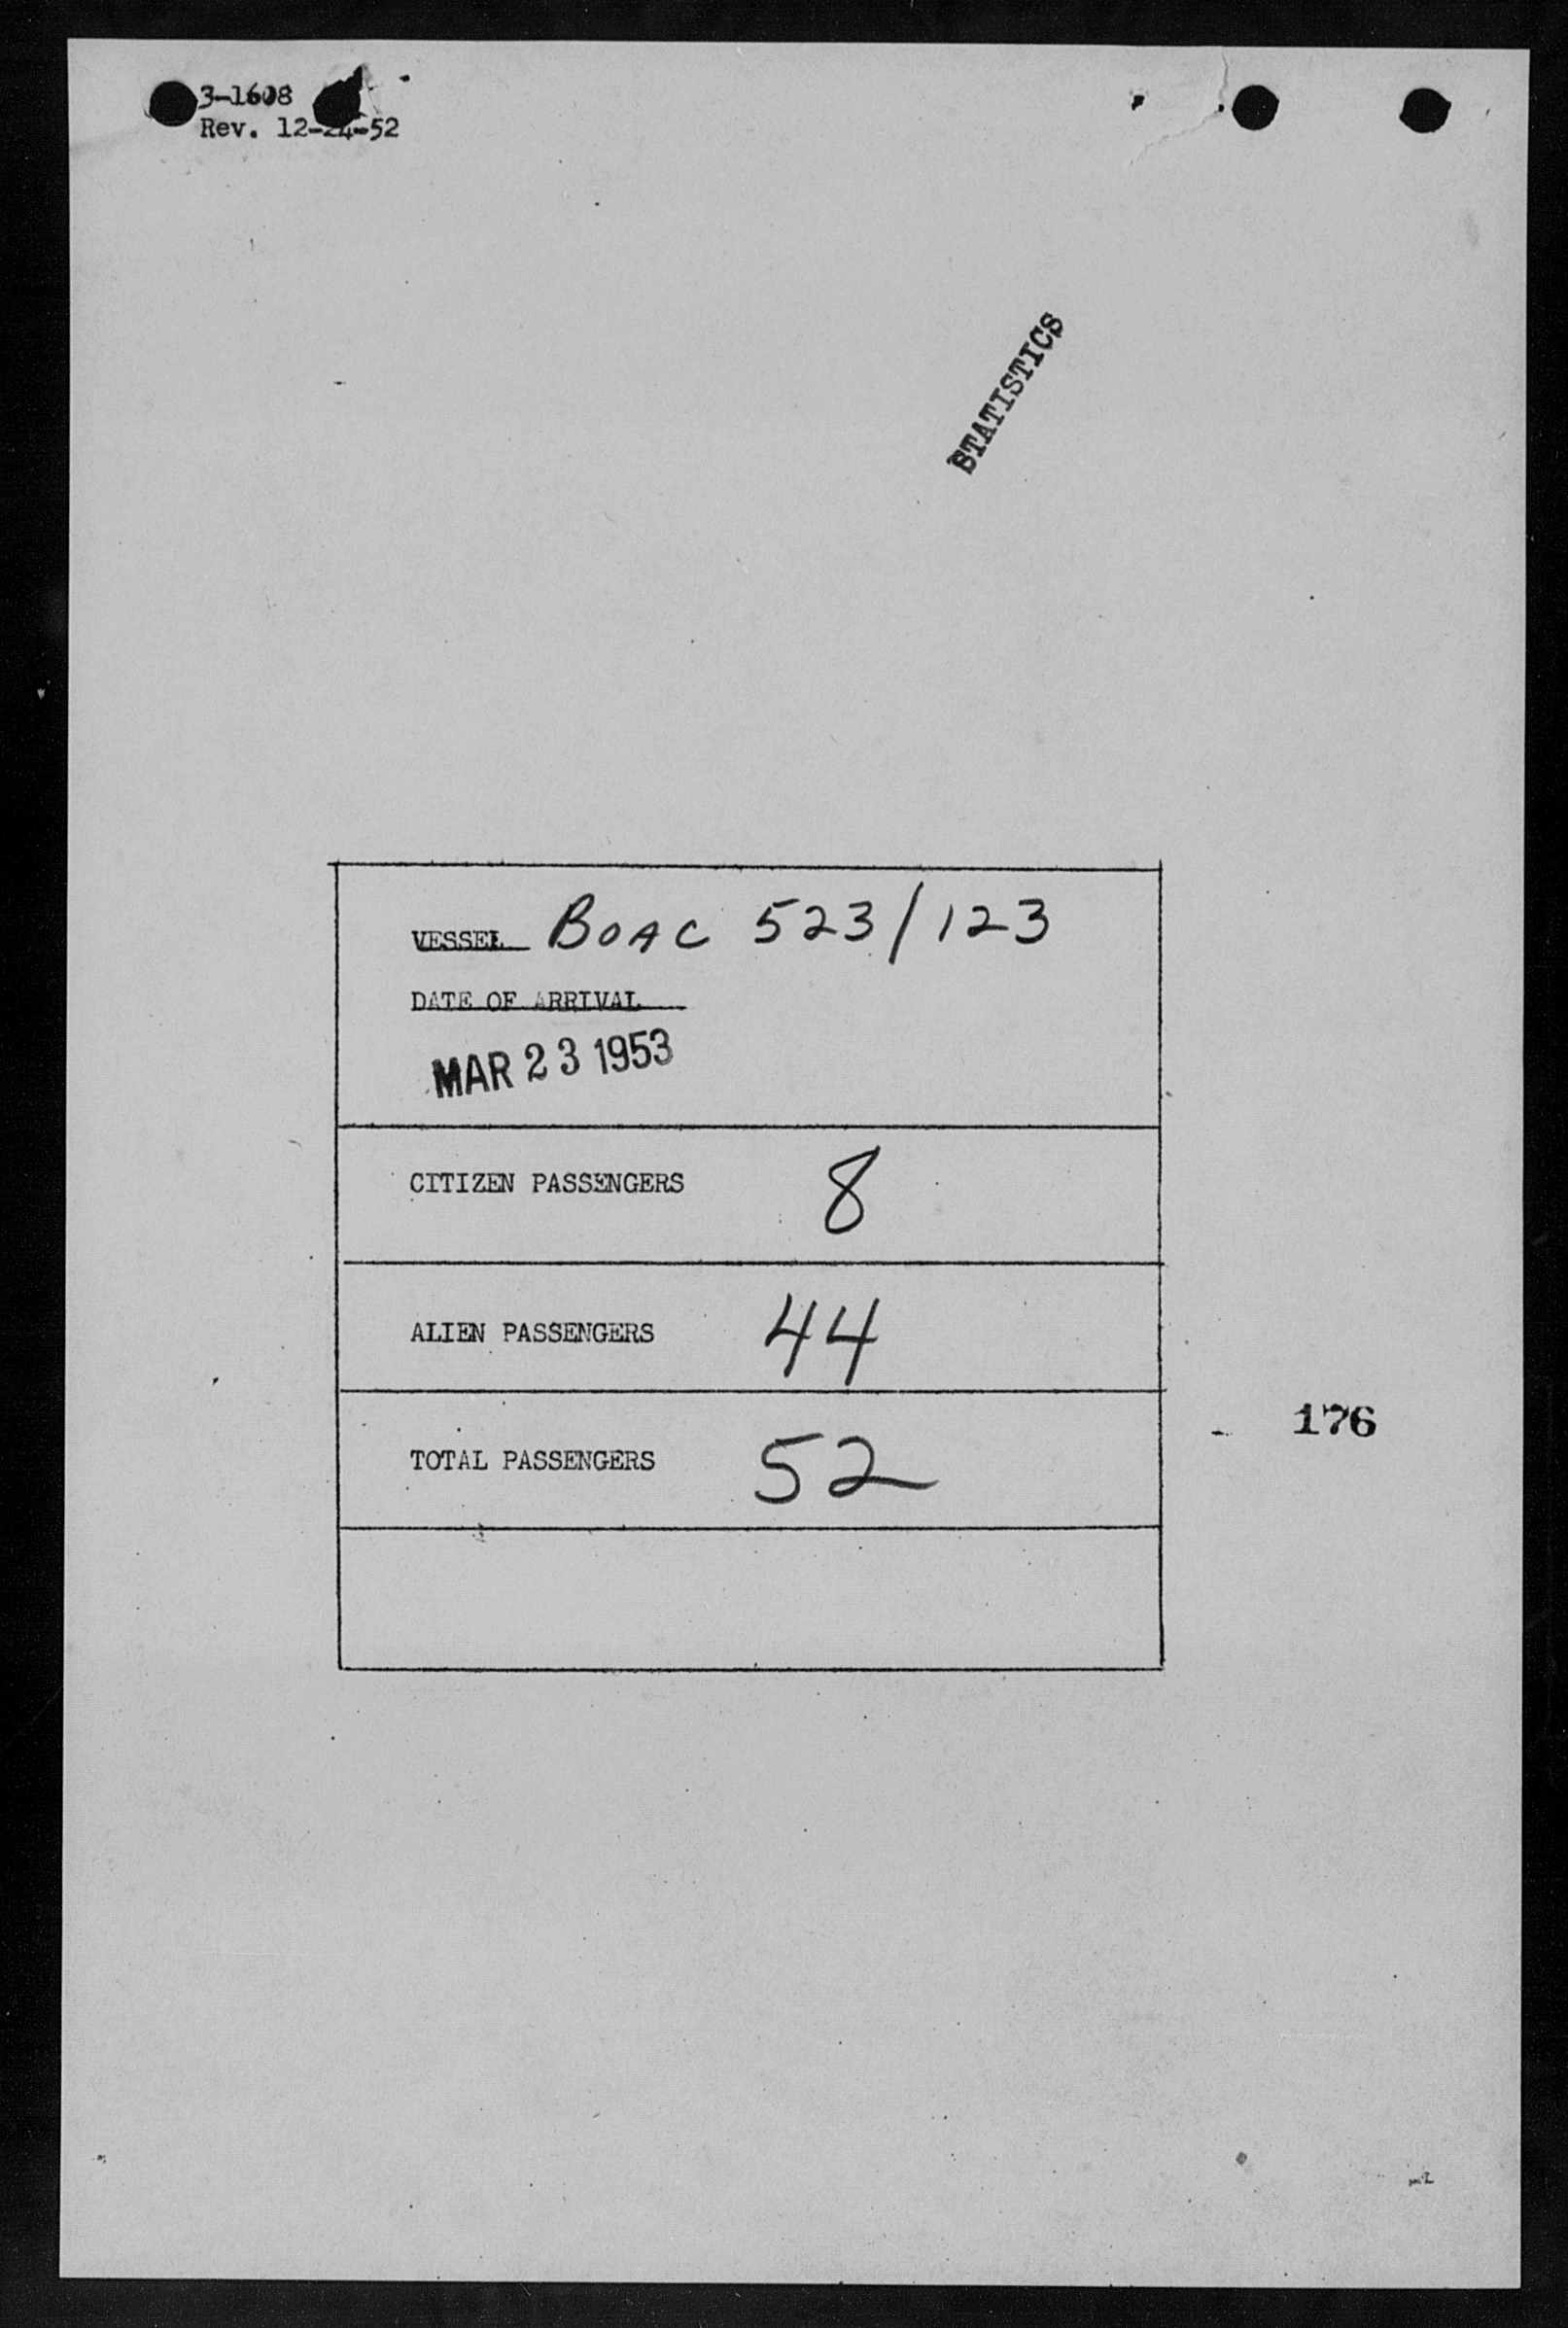 3-1608
Rev. 12-24-52
STATISTICS
VESSEL BOAC 523/123
DATE OF ARRIVAL
MAR 23 1953
CITIZEN PASSENGERS 8
ALIEN PASSENGERS 44
176
TOTAL PASSENGERS 52